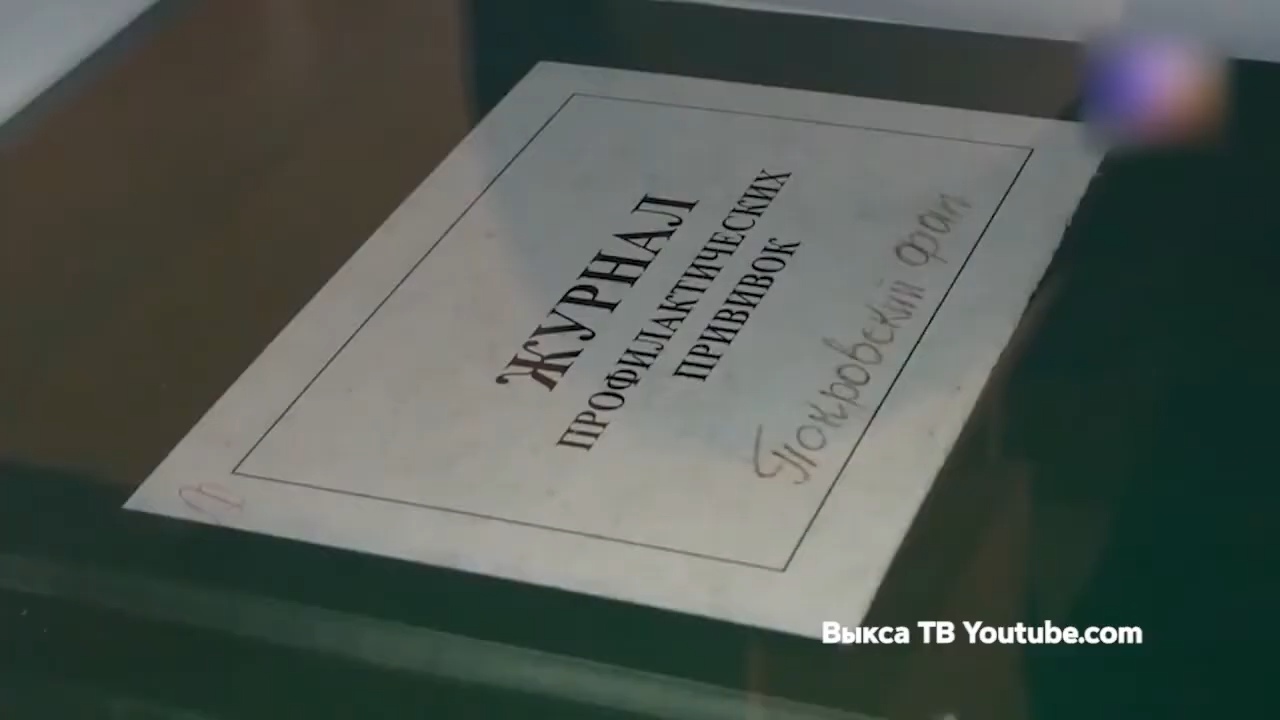 ЖУРНАЛ
ПРОФИЛАКТИЧЕСКИХ
ПРИВИВОК
Покровский фап
Выкса ТВ Youtube.com